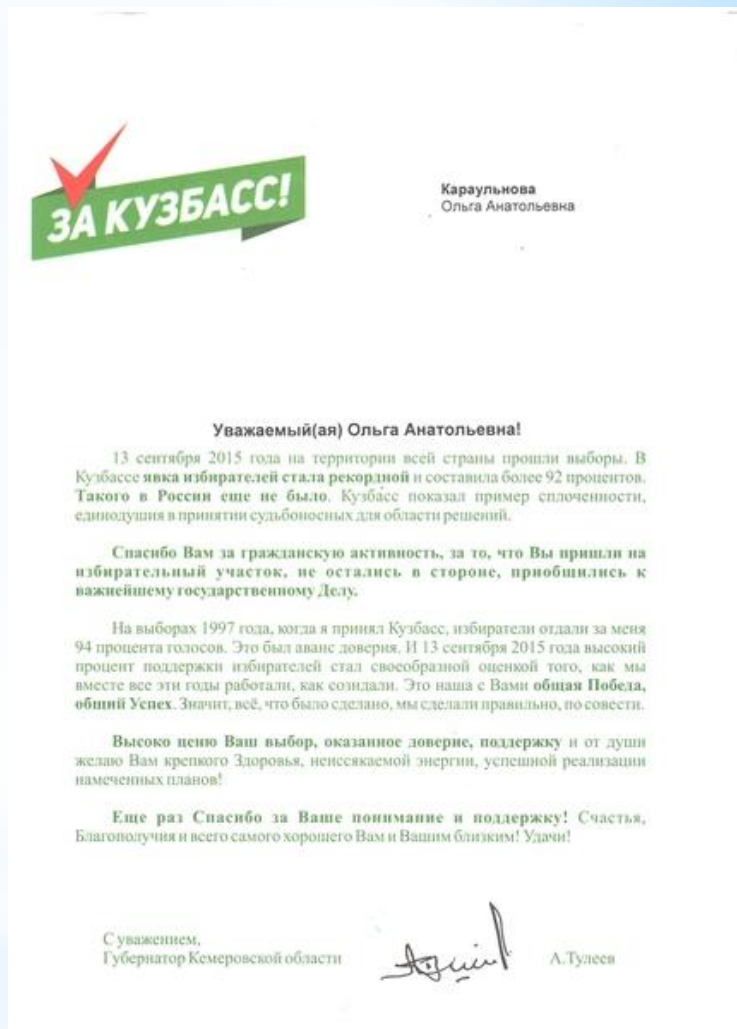 ЗА КУЗБАСС!
Караульнова
Ольга Анатольевна
Уважаемый(ая) Ольга Анатольевна!
13 сентября 2015 года на территории всей страны прошли выборы. В
Кузбассе явка избирателей стала рекордной и составила более 92 процентов.
Такого в России еще не было. Кузбасс показал пример сплоченности,
единодушия в принятии судьбоносных для области решений.
Спасибо Вам за гражданскую активность, за то, что Вы пришли на
избирательный участок, не остались в стороне, приобщились к
важнейшему государственному Делу.
На выборах 1997 года, когда я принял Кузбасс, избиратели отдали за меня
94 процента голосов. Это был аванс доверия. И 13 сентября 2015 года высокий
процент поддержки избирателей стал своеобразной оценкой того, как мы
вместе все эти годы работали, как созидали. Это наша с Вами общая Победа,
общий Успех. Значит, всё, что было сделано, мы сделали правильно, по совести.
Высоко ценю Ваш выбор, оказанное доверие, поддержку и от души
желаю Вам крепкого Здоровья, неиссякаемой энергии, успешной реализации
намеченных планов!
Еще раз Спасибо за Ваше понимание и поддержку! Счастья,
Благополучия и всего самого хорошего Вам и Вашим близким! Удачи!
С уважением,
Губернатор Кемеровской области А.Тулеев